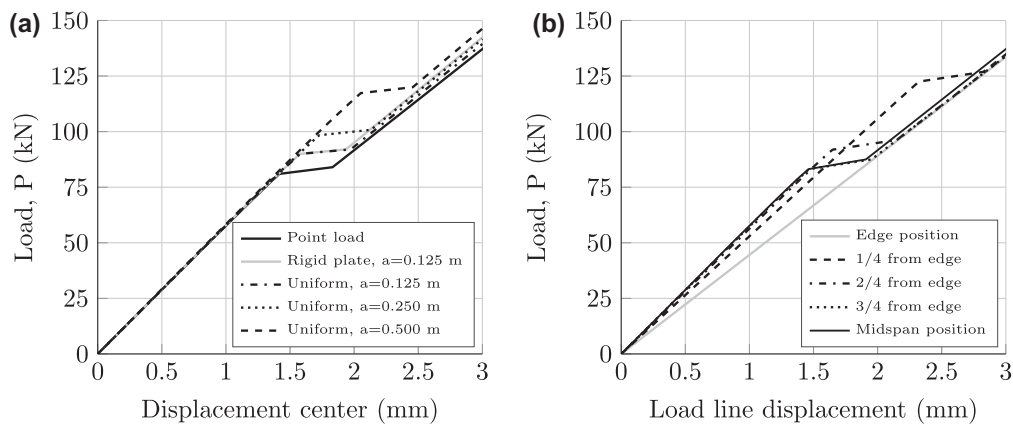 (a)
Load, P (kN)
150
125
100
75
50
25
0
0 0.5 1 1.5 2 2.5 3
Displacement center (mm)
Point load
Rigid plate, a=0.125 m
Uniform, a=0.125 m
Uniform, a=0.250 m
Uniform, a=0.500 m
(b)
Load, P (kN)
150
125
100
75
50
25
0
0 0.5 1 1.5 2 2.5 3
Load line displacement (mm)
Edge position
1/4 from edge
2/4 from edge
3/4 from edge
Midspan position